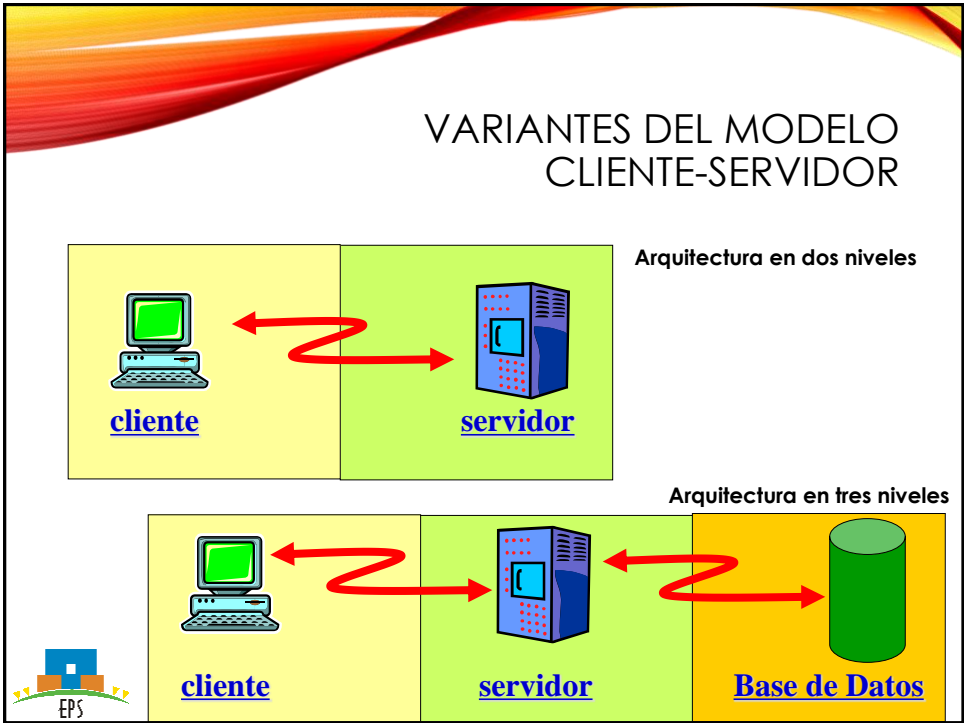 VARIANTES DEL MODELO
CLIENTE-SERVIDOR
Arquitectura en dos niveles
cliente
servidor
Arquitectura en tres niveles
cliente
servidor
Base de Datos
EPS